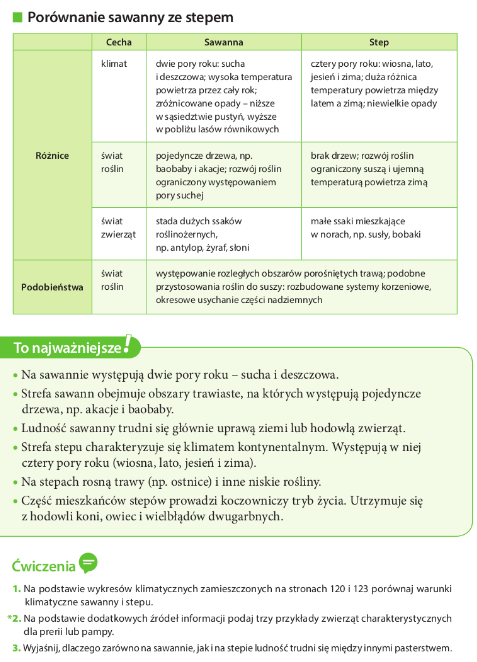 Porównanie sawanny ze stepem
Cecha Sawanna Step
Różnice
klimat
dwie pory roku: sucha
i deszczowa; wysoka temperatura
powietrza przez cały rok;
zróżnicowane opady – niższe
w sąsiedztwie pustyń, wyższe
w pobliżu lasów równikowych
cztery pory roku: wiosna, lato,
jesień i zima; duża różnica
temperatury powietrza między
latem a zimą; niewielkie opady
świat
roślin
pojedyncze drzewa, np.
baobaby i akacje; rozwój roślin
ograniczony występowaniem
pory suchej
brak drzew; rozwój roślin
ograniczony suszą i ujemną
temperaturą powietrza zimą
świat
zwierząt
stada dużych ssaków
roślinożernych,
np. antylop, żyraf, słoni
małe ssaki mieszkające
w norach, np. susły, bobaki
Podobieństwa
świat
roślin
występowanie rozległych obszarów porośniętych trawą; podobne
przystosowania roślin do suszy: rozbudowane systemy korzeniowe,
okresowe usychanie części nadziemnych
To najważniejsze!
• Na sawannie występują dwie pory roku – sucha i deszczowa.
• Strefa sawann obejmuje obszary trawiaste, na których występują pojedyncze
drzewa, np. akacje i baobaby.
• Ludność sawanny trudni się głównie uprawą ziemi lub hodowlą zwierząt.
• Strefa stepu charakteryzuje się klimatem kontynentalnym. Występują w niej
cztery pory roku (wiosna, lato, jesień i zima).
• Na stepach rosną trawy (np. ostnice) i inne niskie rośliny.
• Część mieszkańców stepów prowadzi koczowniczy tryb życia. Utrzymuje się
z hodowli koni, owiec i wielbłądów dwugarbnych.
Ćwiczenia
1. Na podstawie wykresów klimatycznych zamieszczonych na stronach 120 i 123 porównaj warunki
klimatyczne sawanny i stepu.
*2. Na podstawie dodatkowych źródeł informacji podaj trzy przykłady zwierząt charakterystycznych
dla prerii lub pampy.
3. Wyjaśnij, dlaczego zarówno na sawannie, jak i na stepie ludność trudni się między innymi pasterstwem.